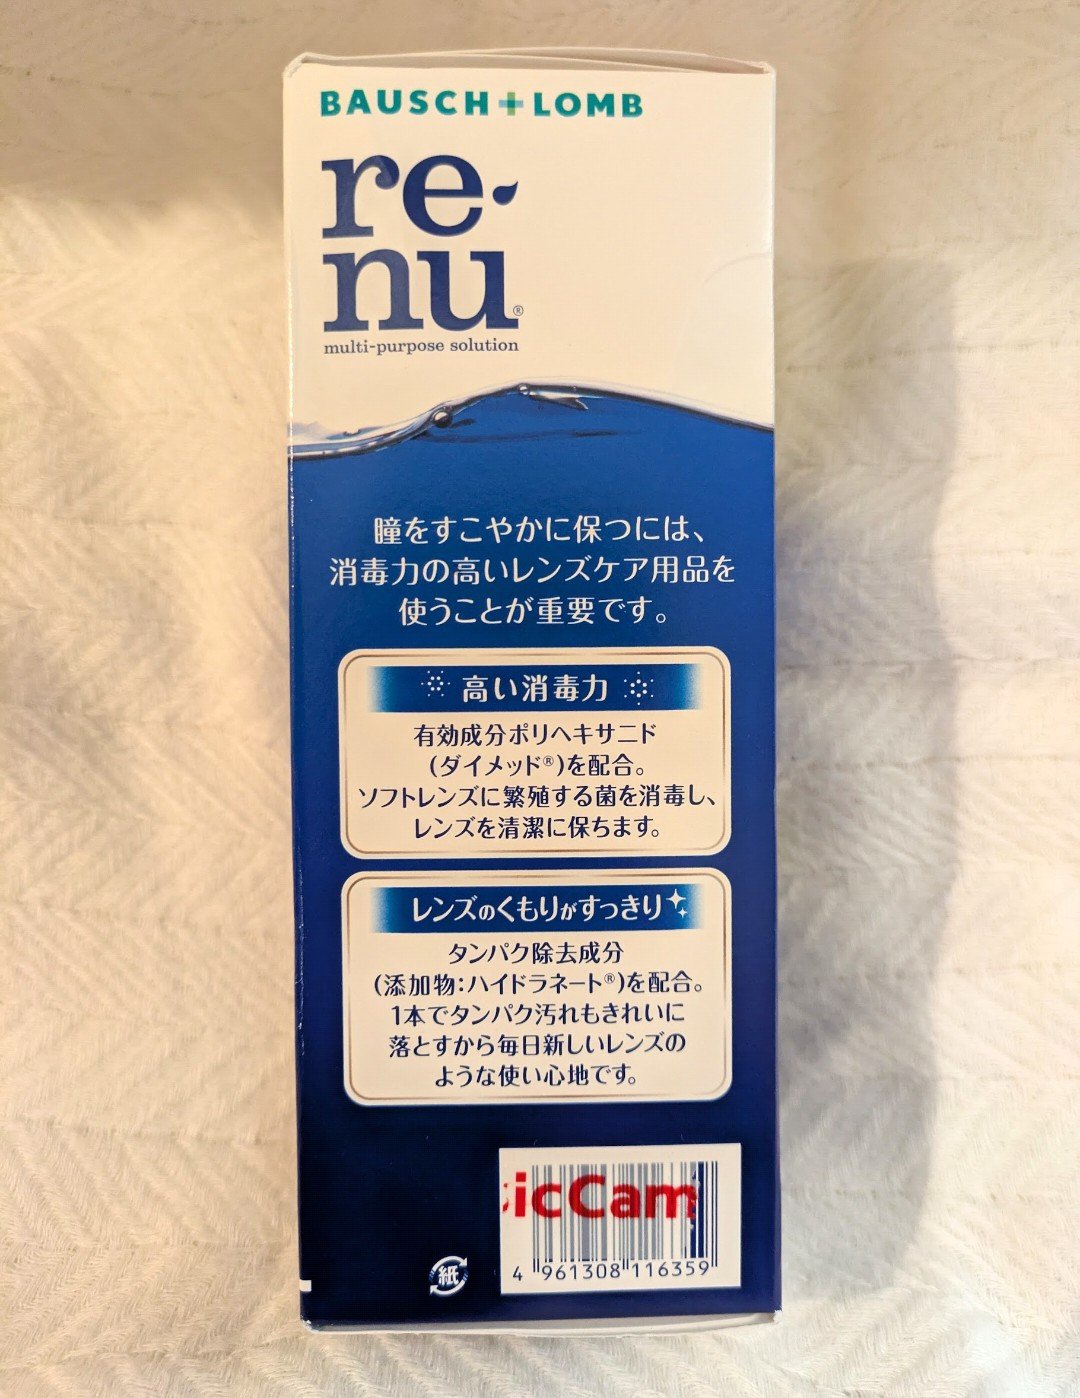 BAUSCH+LOMB
re
nu®
multi-purpose solution
瞳をすこやかに保つには、
消毒力の高いレンズケア用品を
使うことが重要です。
高い消毒力
有効成分ポリヘキサニド
(ダイメッド®)を配合。
ソフトレンズに繁殖する菌を消毒し、
レンズを清潔に保ちます。
レンズのくもりがすっきり
タンパク除去成分
(添加物:ハイドラネート®)を配合。
1本でタンパク汚れもきれいに
落とすから毎日新しいレンズの
ような使い心地です。
icCam
紙
4 961308 116359